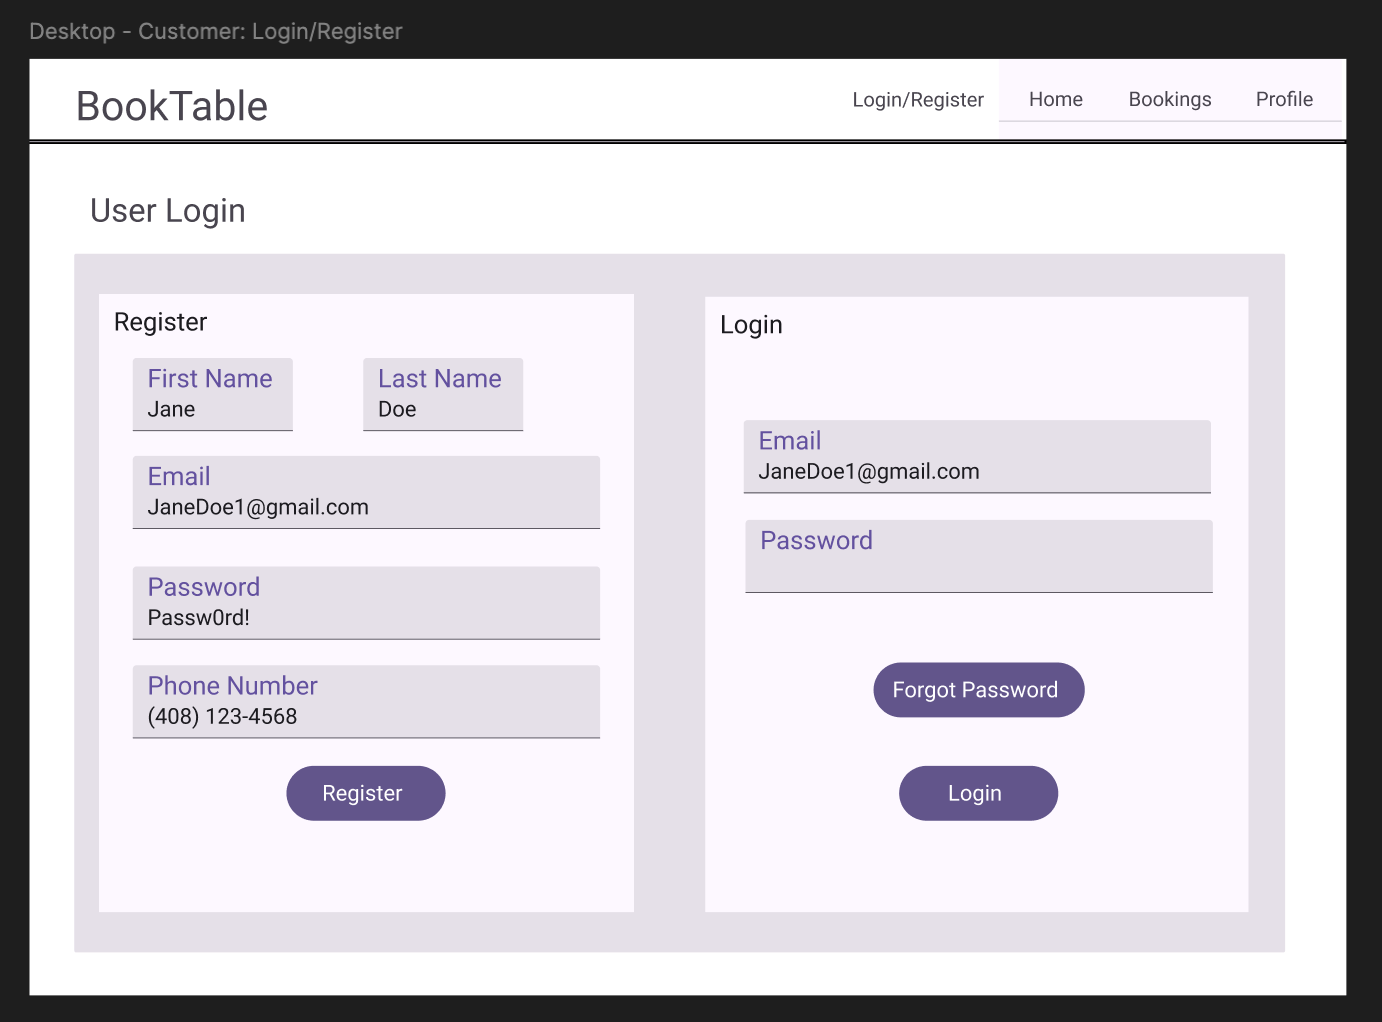 Desktop - Customer: Login/Register
BookTable
Login/Register Home Bookings Profile
User Login
Register
First Name
Jane
Last Name
Doe
Email
JaneDoe1@gmail.com
Password
Passw0rd!
Phone Number
(408) 123-4568
Register
Login
Email
JaneDoe1@gmail.com
Password
Forgot Password
Login